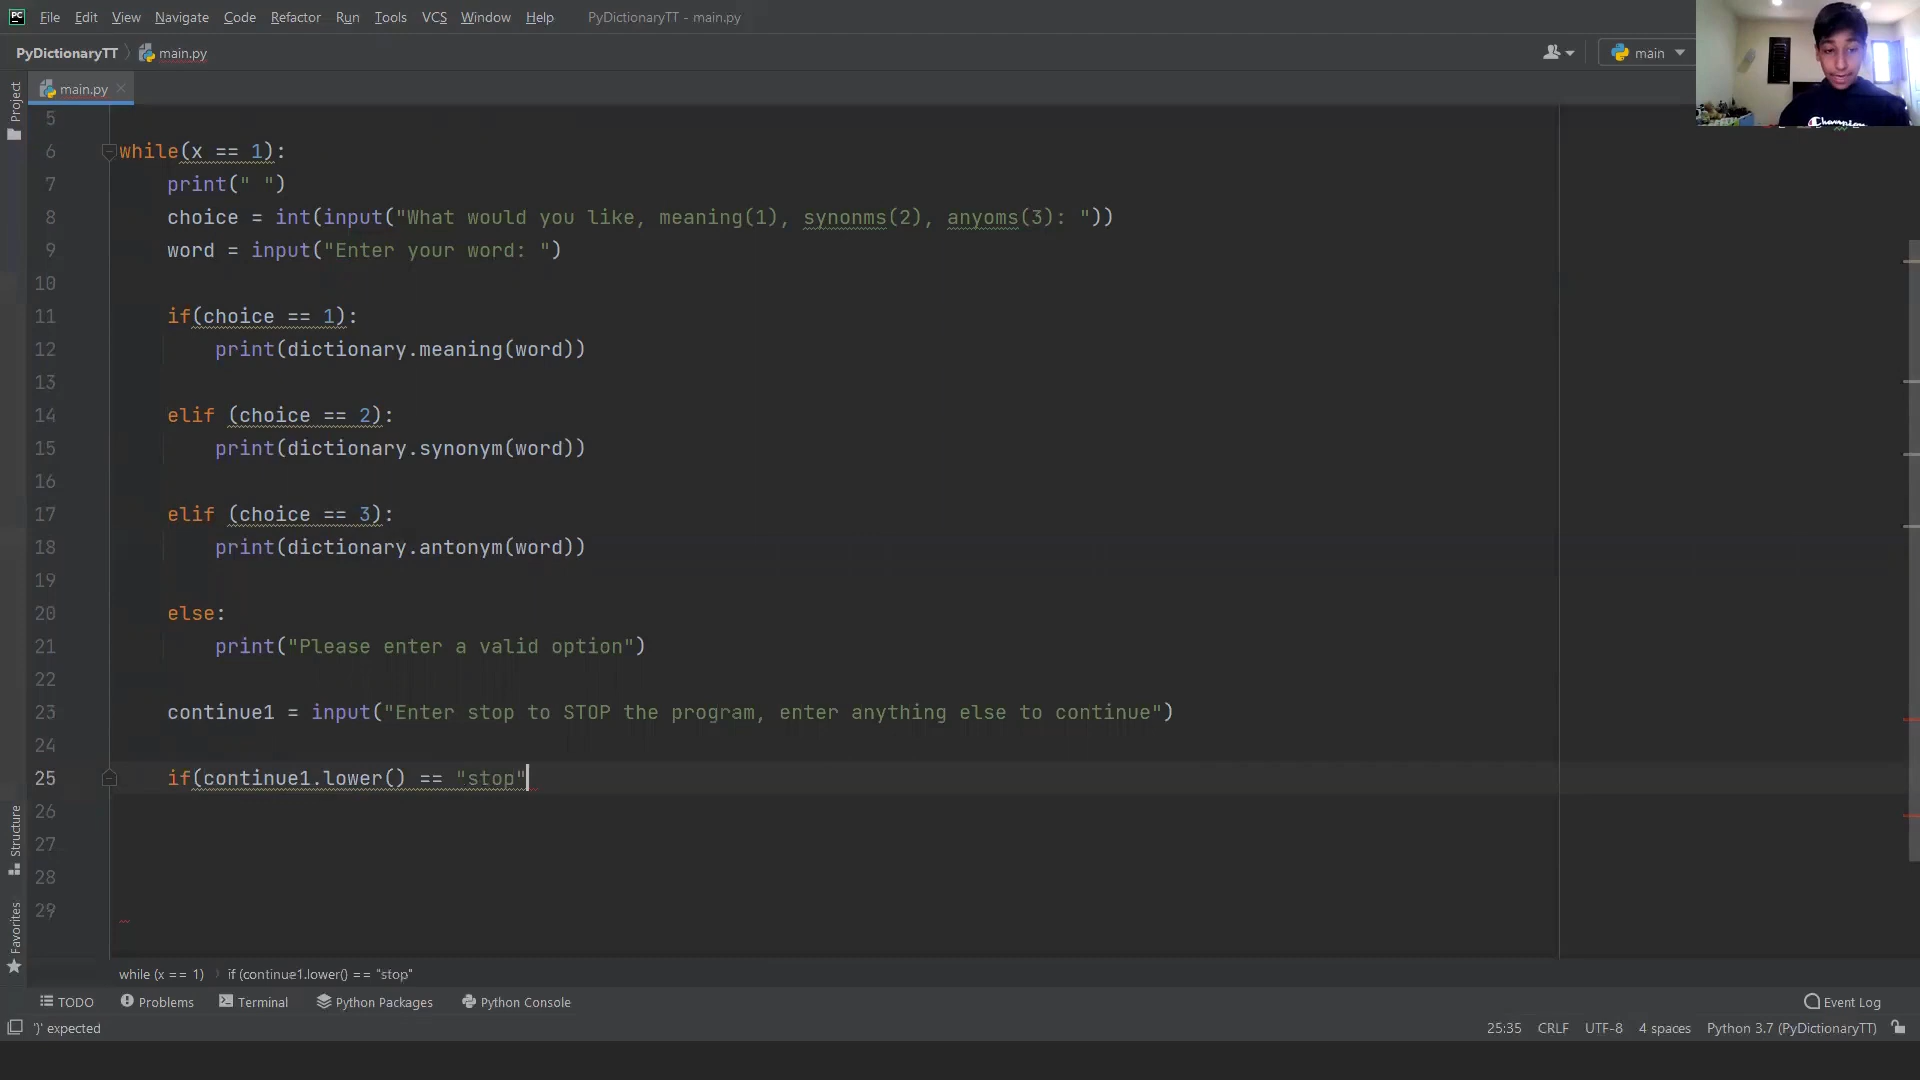 PC File Edit View Navigate Code Refactor Run Tools VCS Window Help PyDictionaryTT - main.py
PyDictionaryTT main.py main
Project main.py
5
6 while(x == 1):
7 print(" ")
8 choice = int(input("What would you like, meaning(1), synonms(2), anyoms(3): "))
9 word = input("Enter your word: ")
10
11 if(choice == 1):
12 print(dictionary.meaning(word))
13
14 elif (choice == 2):
15 print(dictionary.synonym(word))
16
17 elif (choice == 3):
18 print(dictionary.antonym(word))
19
20 else:
21 print("Please enter a valid option")
22
23 continue1 = input("Enter stop to STOP the program, enter anything else to continue")
24
25 if(continue1.lower() == "stop"
26
27
28
29
Structure
Favorites
while (x == 1) if (continue1.lower() == "stop"
TODO Problems Terminal Python Packages Python Console Event Log
')' expected 25:35 CRLF UTF-8 4 spaces Python 3.7 (PyDictionaryTT)
Champion